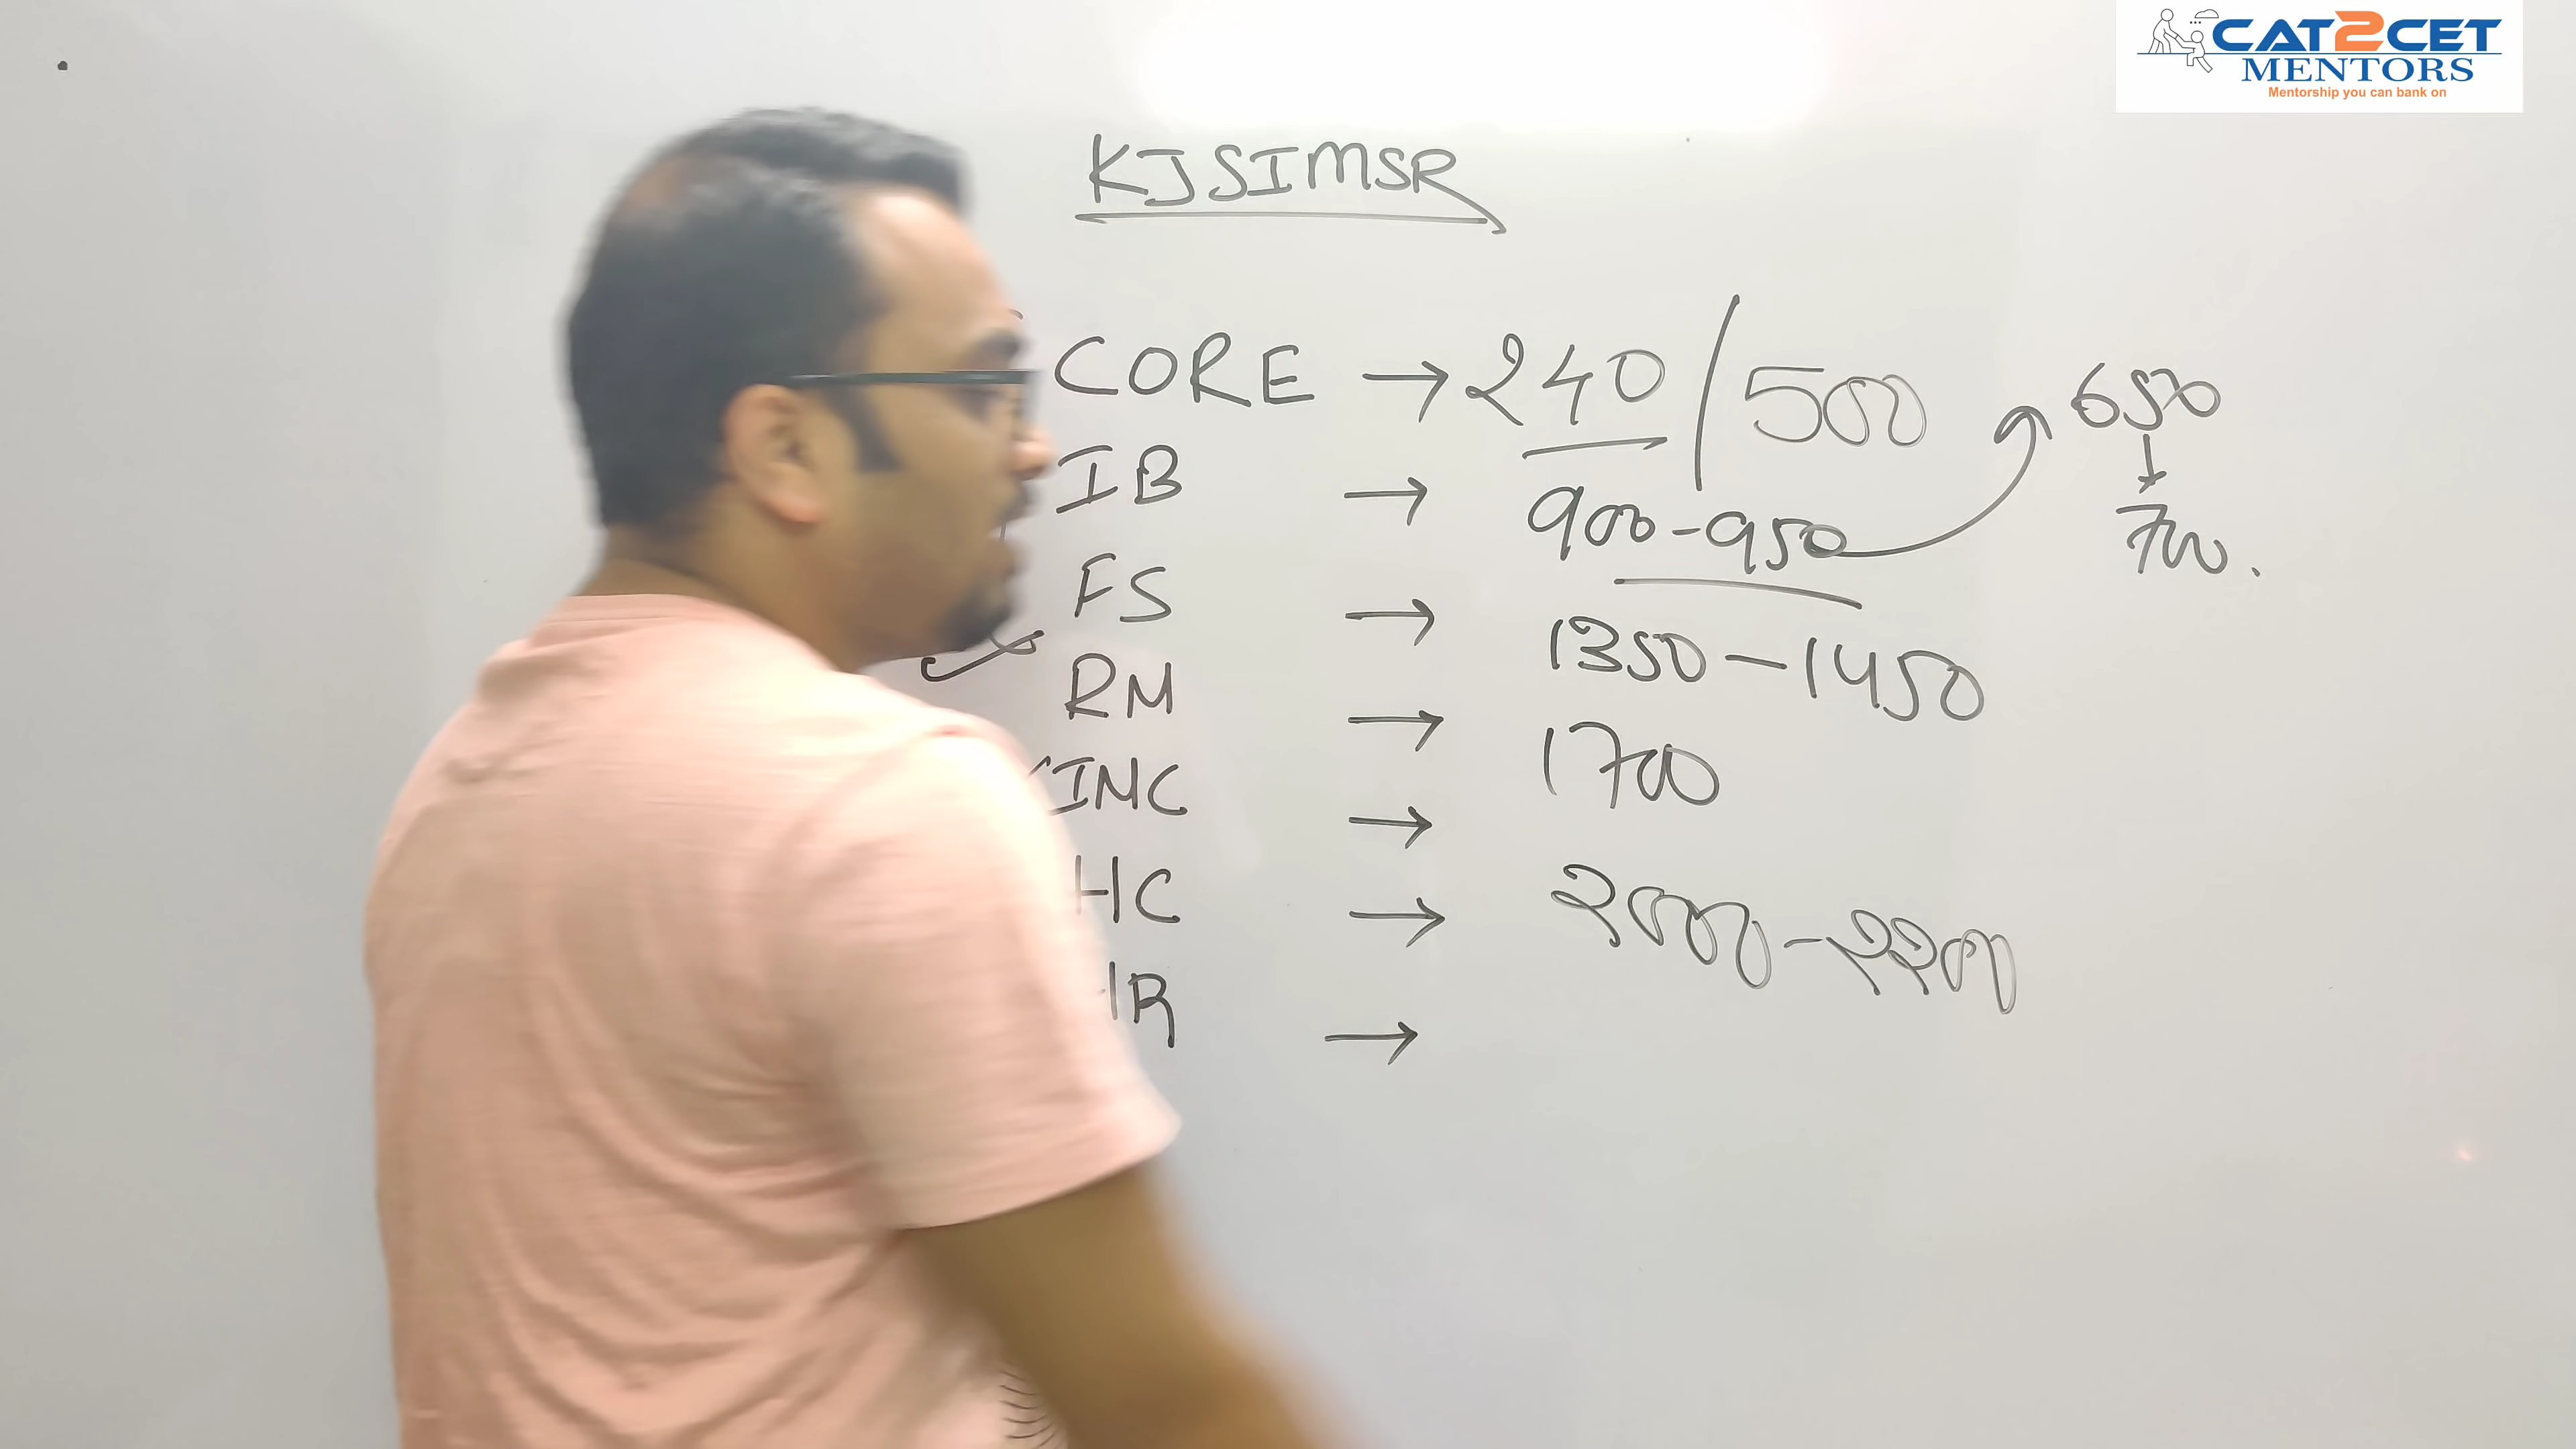 CAT2CET
MENTORS
Mentorship you can bank on
KJSIMSR
CORE → 240 / 500
650
↓
700.
IB → 900-950
FS → 1350-1450
RM → 1700
INC →
HC → 2000-2200
HR →